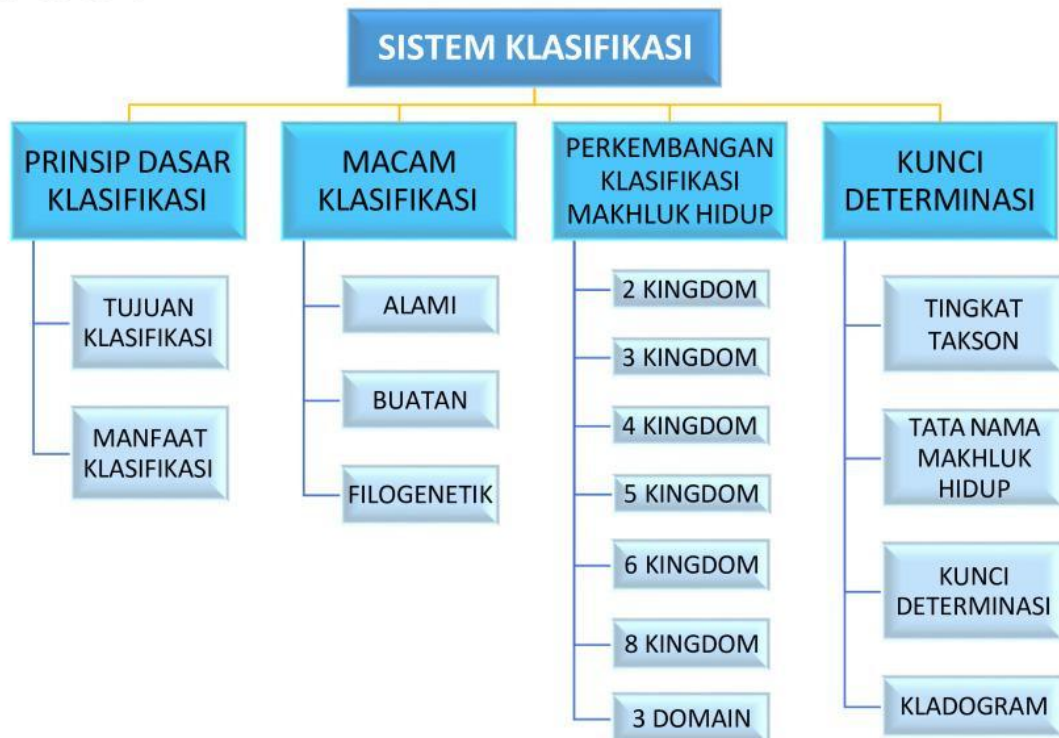 SISTEM KLASIFIKASI
PRINSIP DASAR
KLASIFIKASI
TUJUAN
KLASIFIKASI
MANFAAT
KLASIFIKASI
MACAM
KLASIFIKASI
ALAMI
BUATAN
FILOGENETIK
PERKEMBANGAN
KLASIFIKASI
MAKHLUK HIDUP
2 KINGDOM
3 KINGDOM
4 KINGDOM
5 KINGDOM
6 KINGDOM
8 KINGDOM
3 DOMAIN
KUNCI
DETERMINASI
TINGKAT
TAKSON
TATA NAMA
MAKHLUK
HIDUP
KUNCI
DETERMINASI
KLADOGRAM